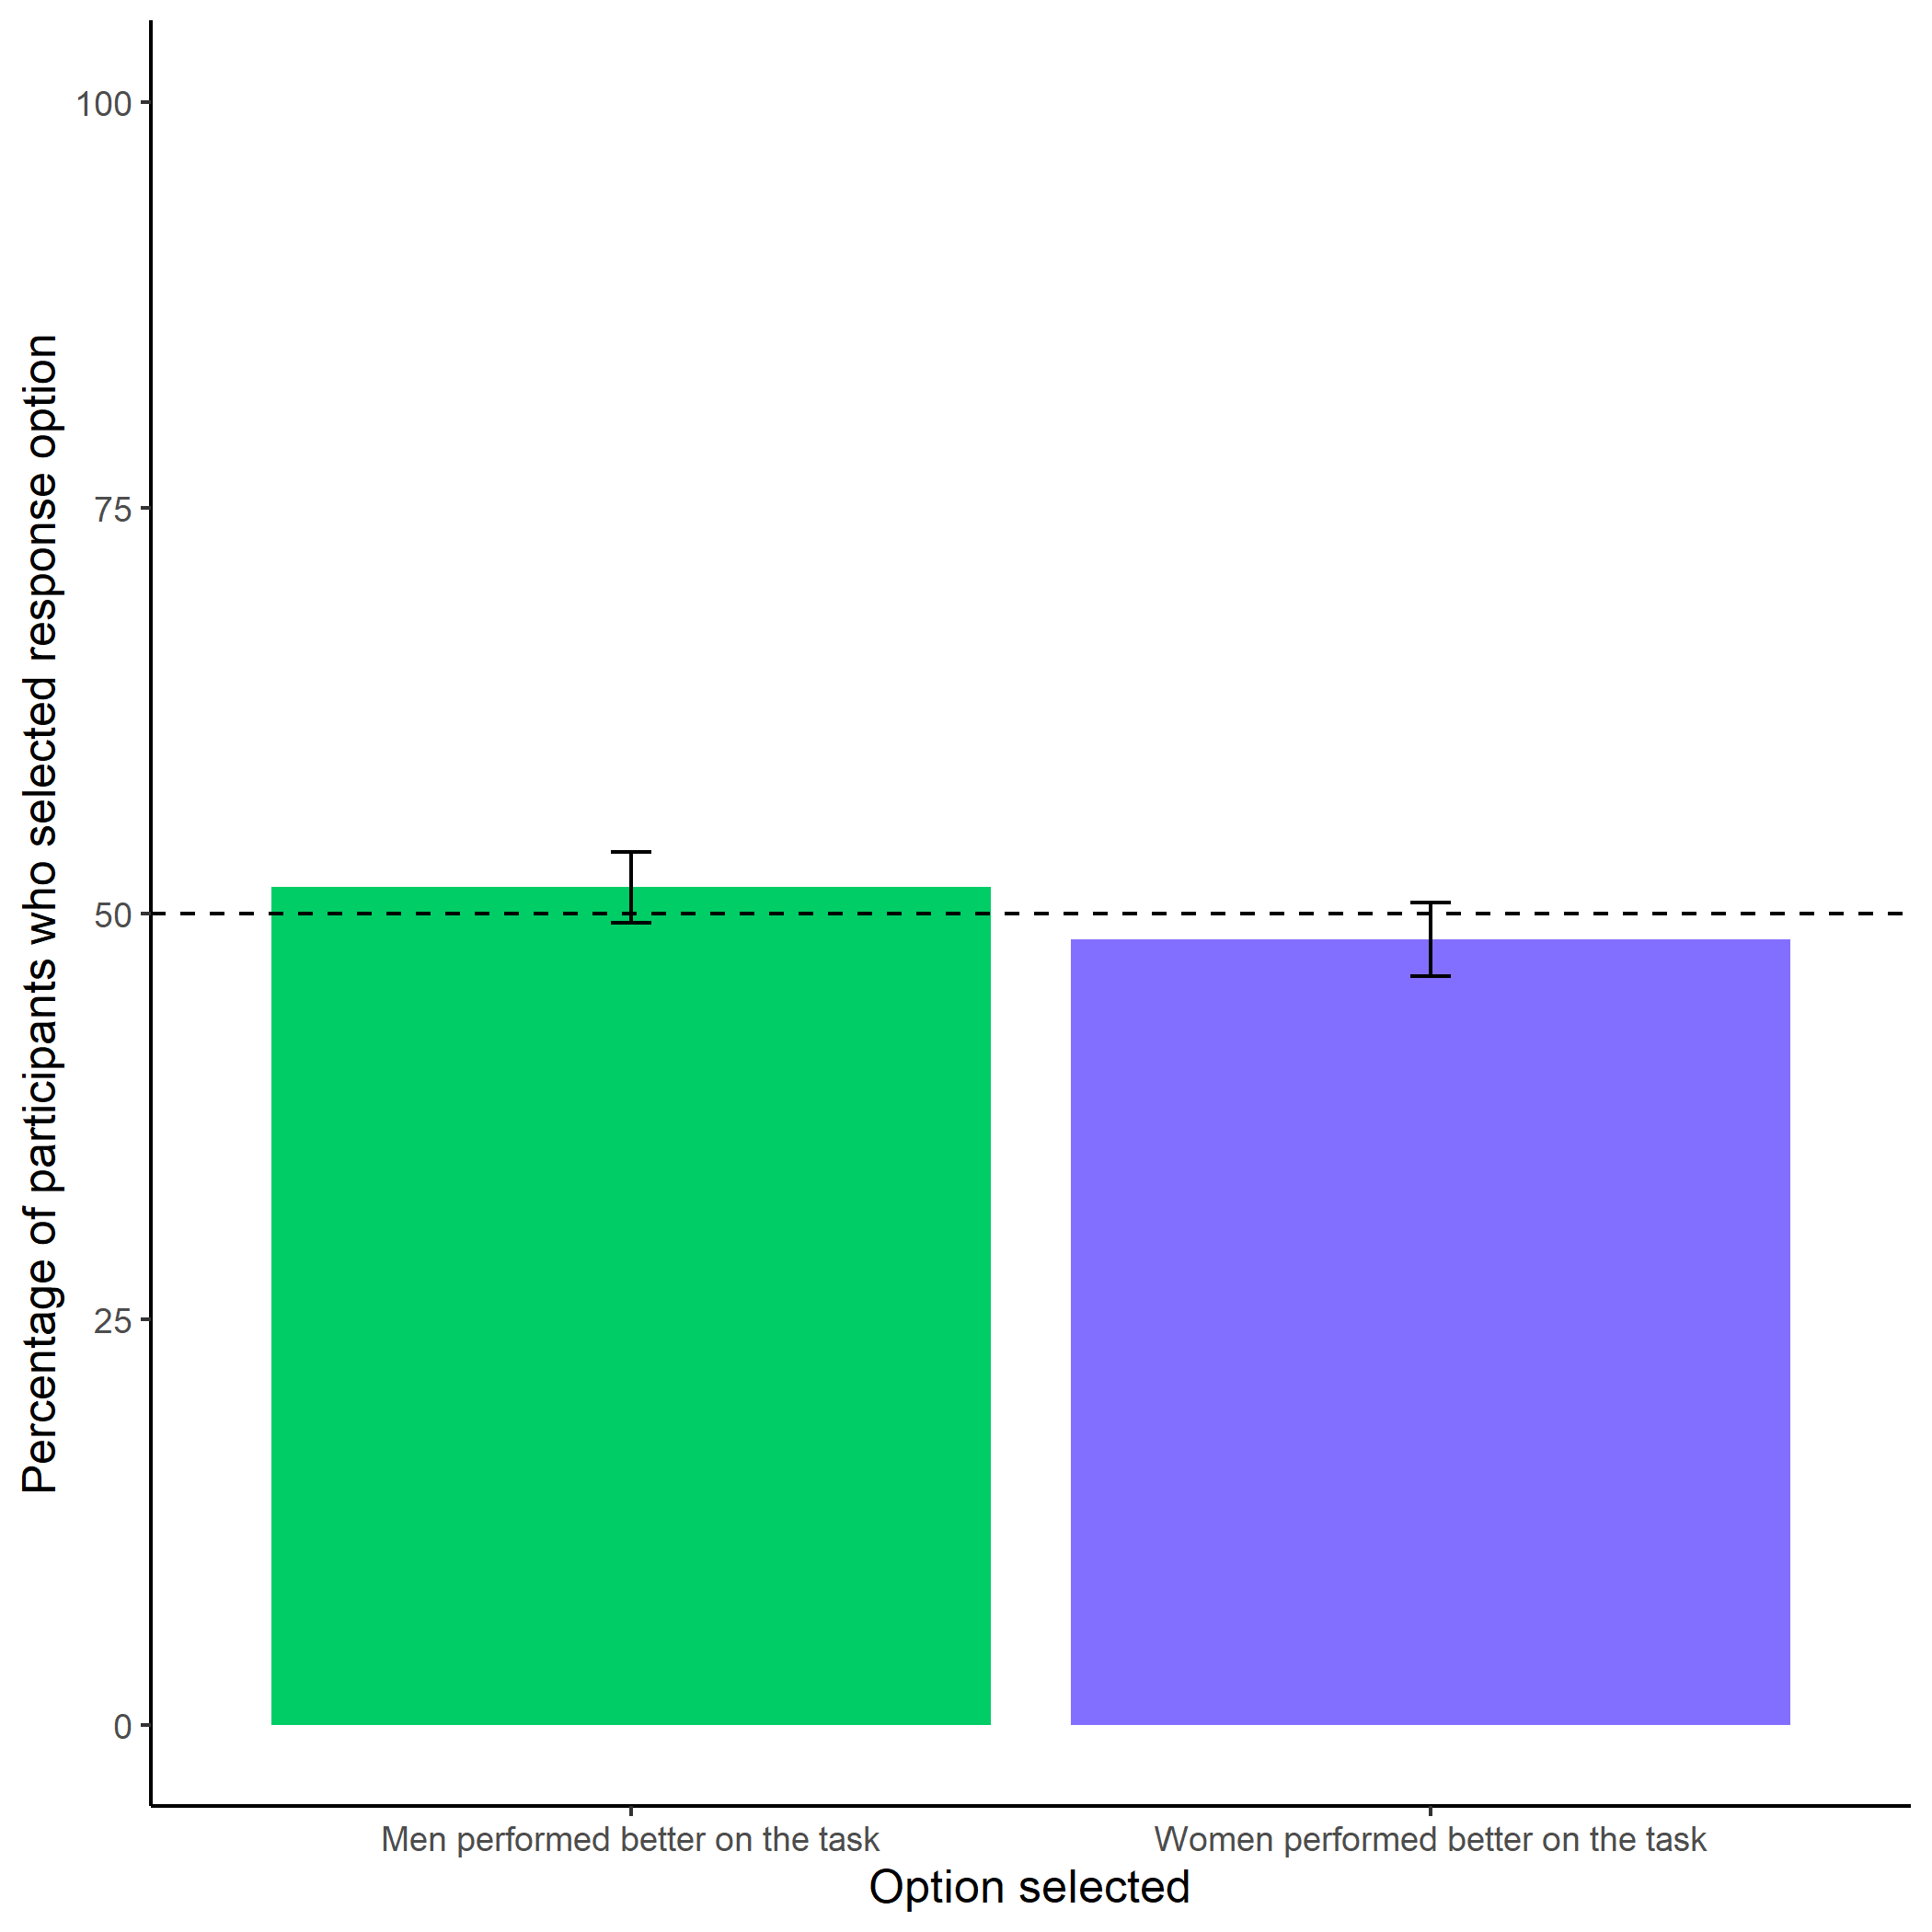 Percentage of participants who selected response option
100
75
50
25
0
Men performed better on the task
Women performed better on the task
Option selected